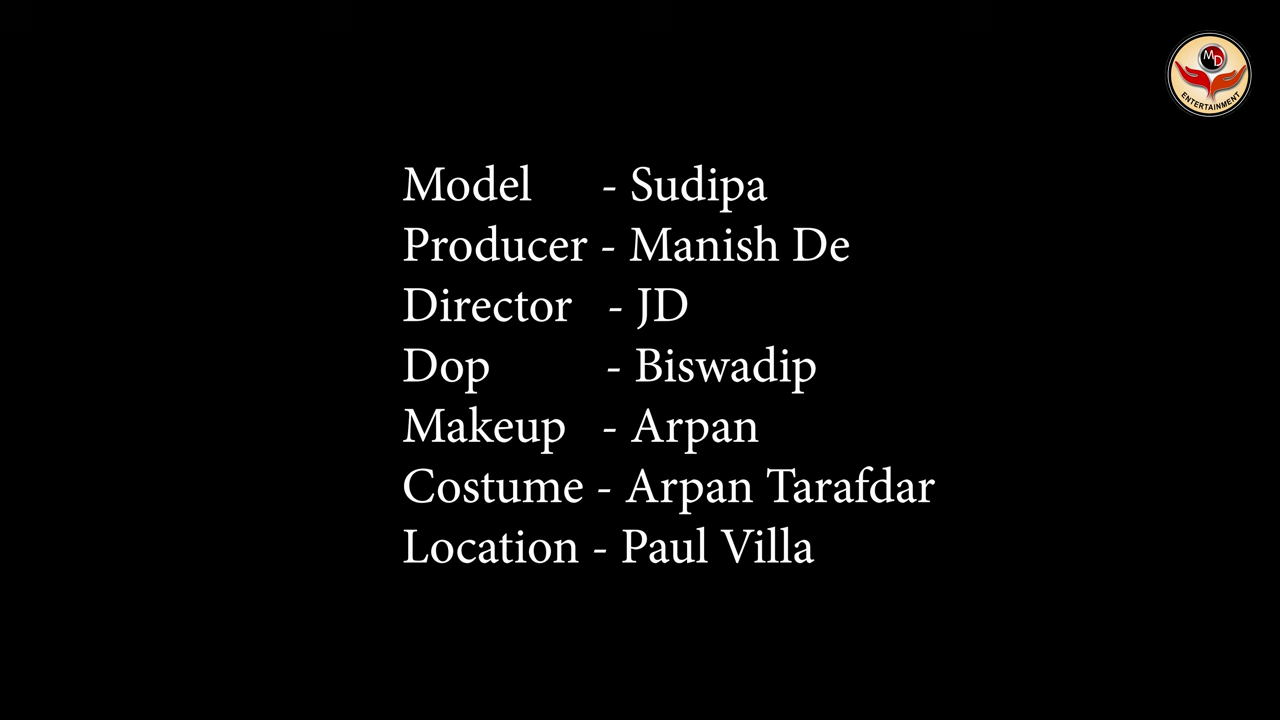 MD
ENTERTAINMENT
Model - Sudipa
Producer - Manish De
Director - JD
Dop - Biswadip
Makeup - Arpan
Costume - Arpan Tarafdar
Location - Paul Villa